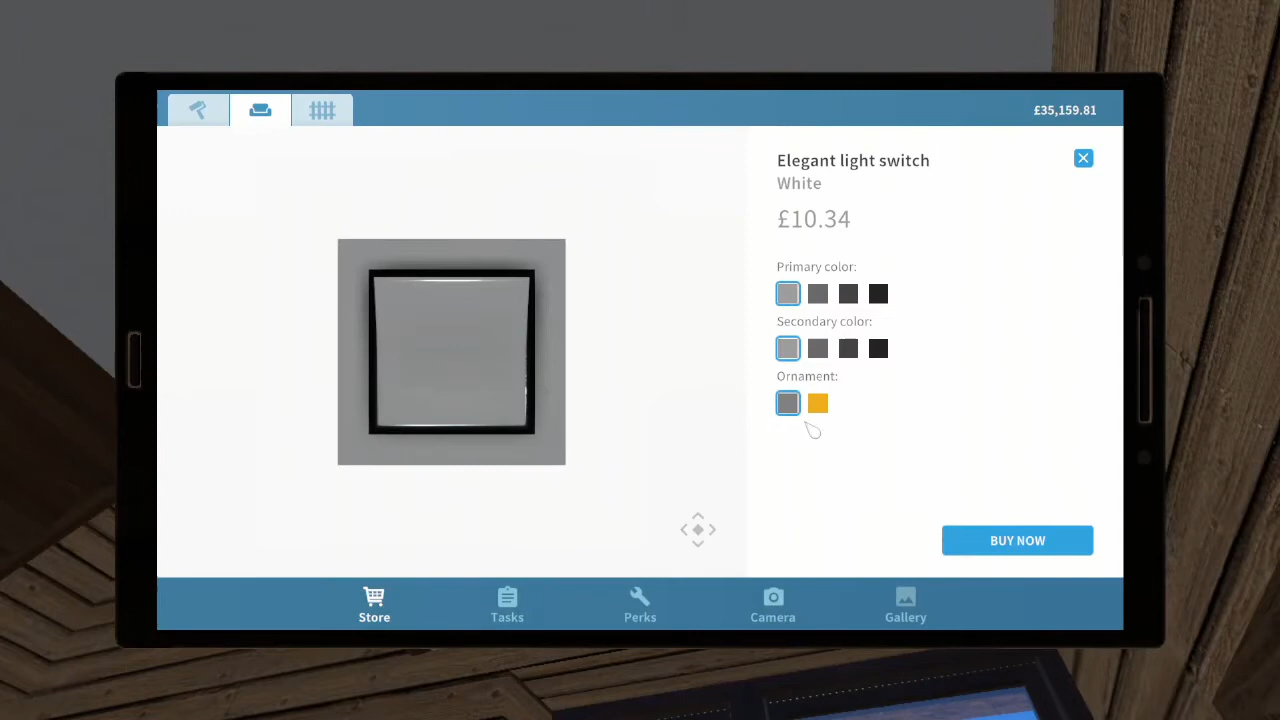 £35,159.81
Elegant light switch
White
£10.34
Primary color:
Secondary color:
Ornament:
BUY NOW
Store
Tasks
Perks
Camera
Gallery